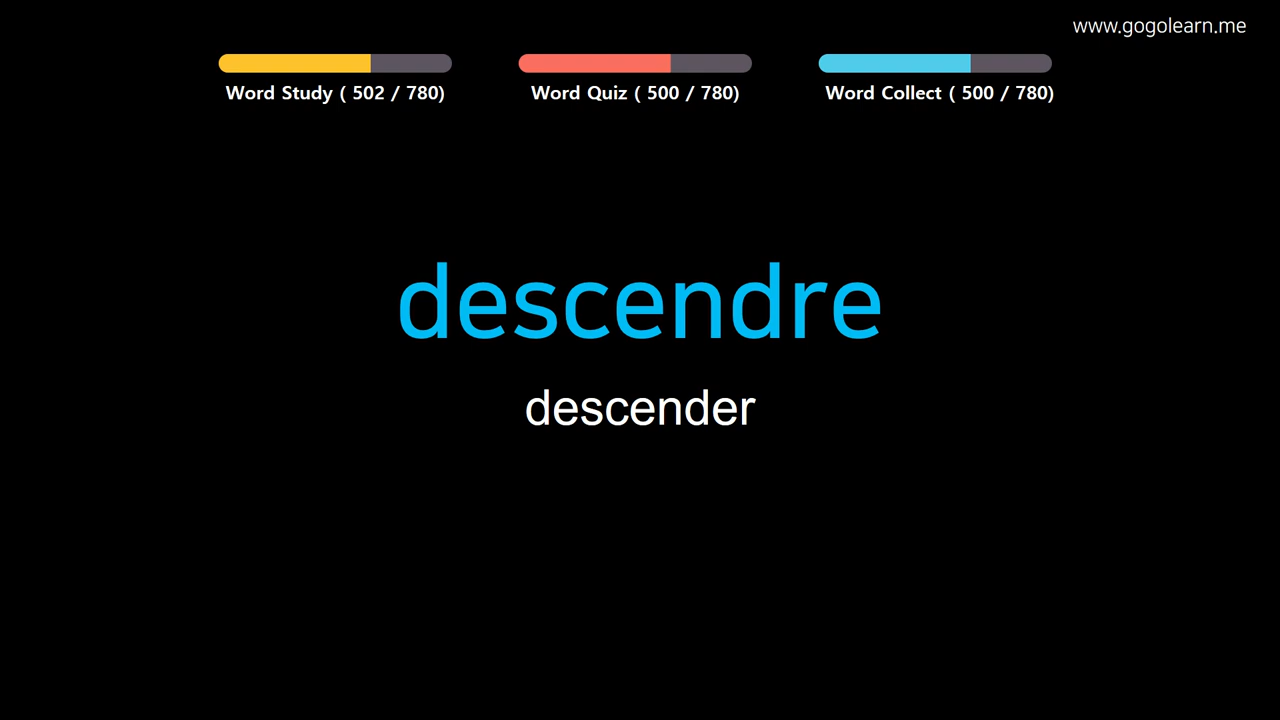 www.gogolearn.me
Word Study ( 502 / 780)
Word Quiz ( 500 / 780)
Word Collect ( 500 / 780)
descendre
descender